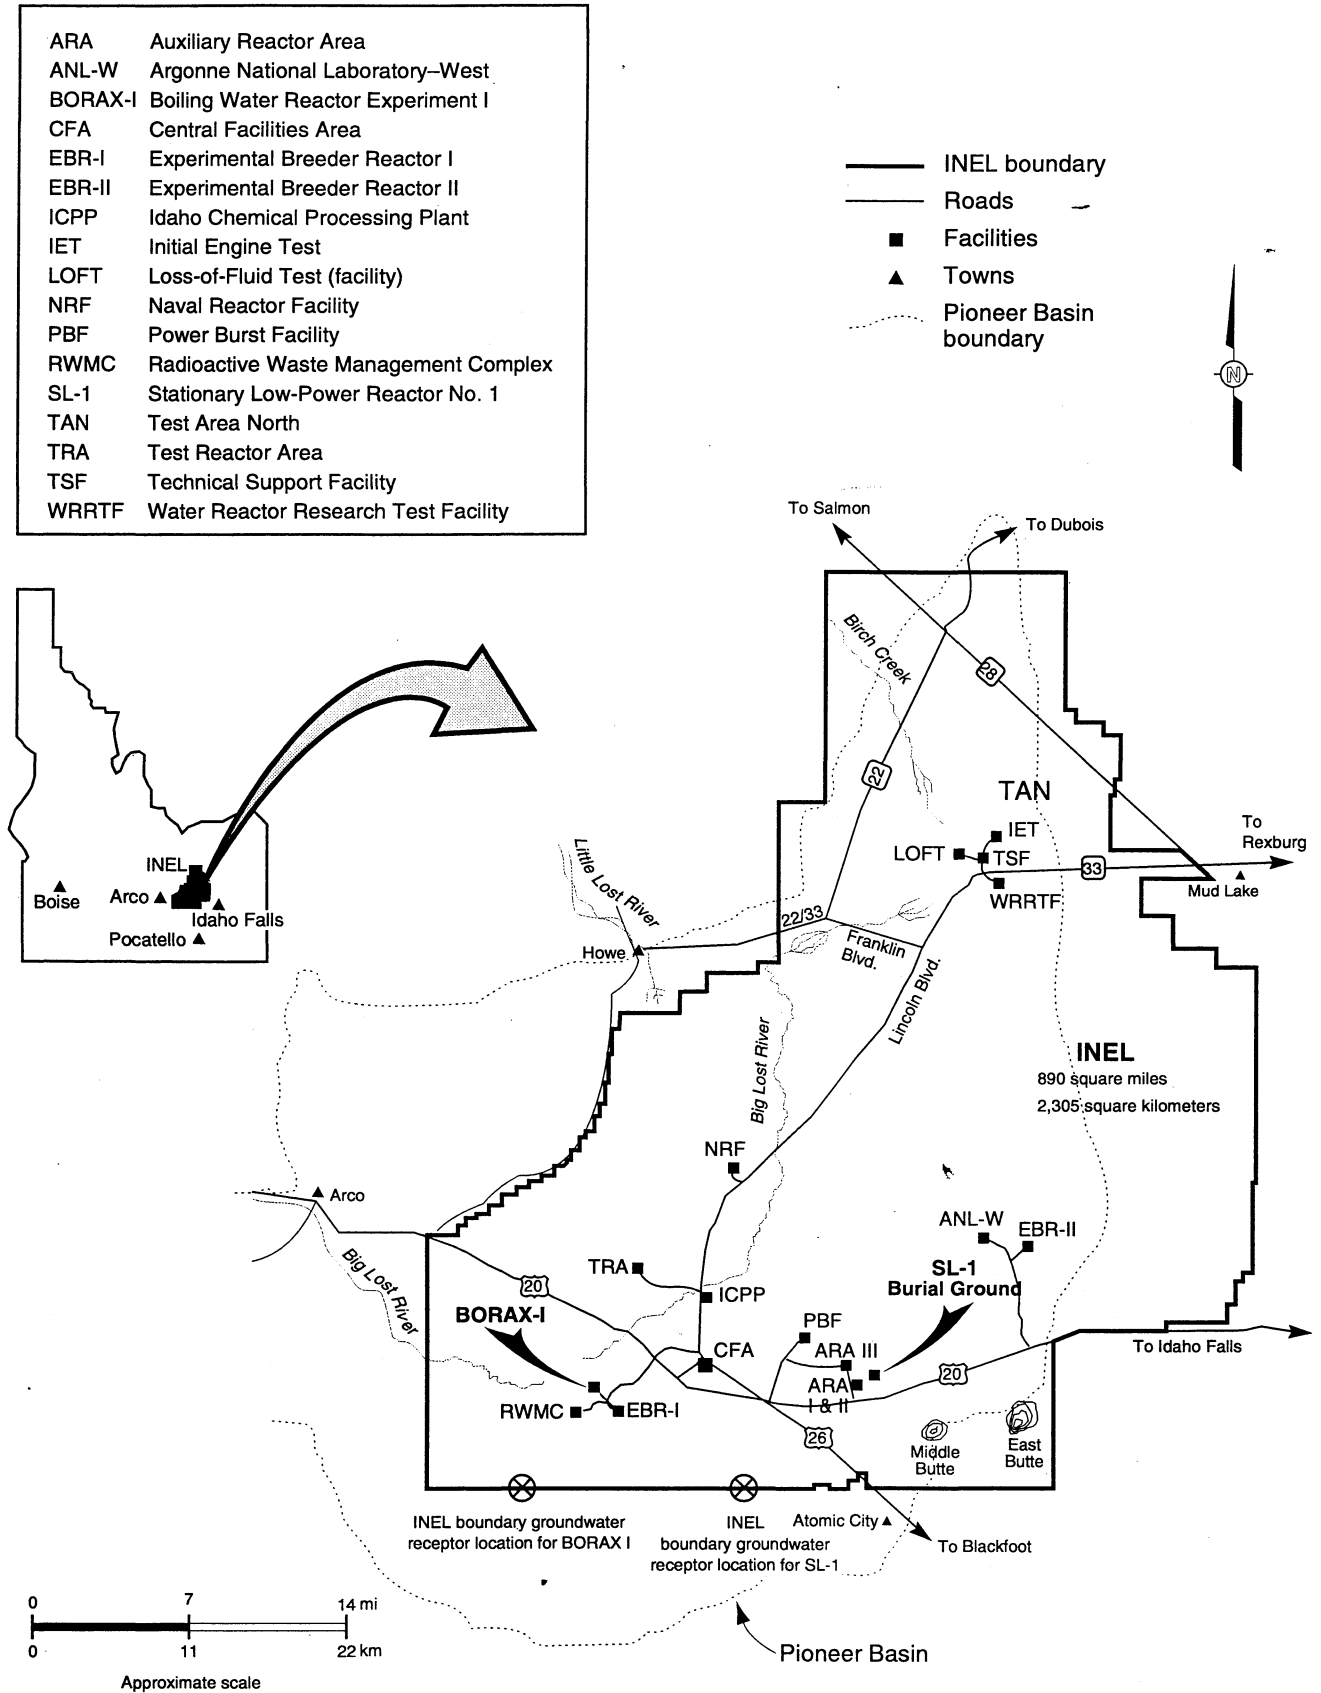 ARA Auxiliary Reactor Area
ANL-W Argonne National Laboratory–West
BORAX-I Boiling Water Reactor Experiment I
CFA Central Facilities Area
EBR-I Experimental Breeder Reactor I
EBR-II Experimental Breeder Reactor II
ICPP Idaho Chemical Processing Plant
IET Initial Engine Test
LOFT Loss-of-Fluid Test (facility)
NRF Naval Reactor Facility
PBF Power Burst Facility
RWMC Radioactive Waste Management Complex
SL-1 Stationary Low-Power Reactor No. 1
TAN Test Area North
TRA Test Reactor Area
TSF Technical Support Facility
WRRTF Water Reactor Research Test Facility
INEL boundary
Roads
Facilities
Towns
Pioneer Basin
boundary
N
To Salmon
To Dubois
Birch Creek
28
22
TAN
IET
LOFT
TSF
WRRTF
33
To
Rexburg
Mud Lake
INEL
Boise
Arco
Idaho Falls
Pocatello
Little Lost River
Howe
22/33
Franklin
Blvd.
Lincoln Blvd.
Big Lost River
INEL
890 square miles
2,305 square kilometers
NRF
Arco
Big Lost River
ANL-W
EBR-II
TRA
ICPP
20
SL-1
Burial Ground
BORAX-I
PBF
CFA
ARA III
ARA
I & II
20
To Idaho Falls
RWMC
EBR-I
26
Middle
Butte
East
Butte
INEL boundary groundwater
receptor location for BORAX I
INEL
boundary groundwater
receptor location for SL-1
Atomic City
To Blackfoot
0 7 14 mi
0 11 22 km
Approximate scale
Pioneer Basin